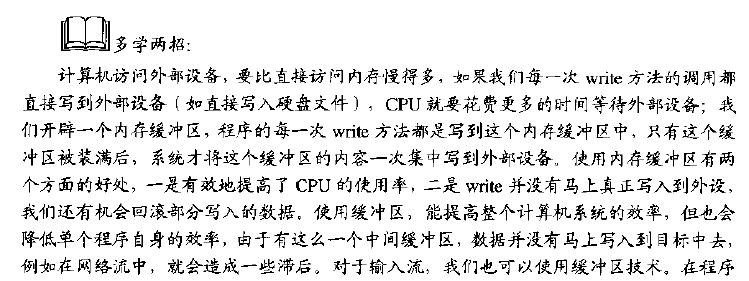 多学两招:
计算机访问外部设备，要比直接访问内存慢得多，如果我们每一次 write 方法的调用都
直接写到外部设备（如直接写入硬盘文件），CPU 就要花费更多的时间等待外部设备；我
们开辟一个内存缓冲区，程序的每一次 write 方法都是写到这个内存缓冲区中，只有这个缓
冲区被装满后，系统才将这个缓冲区的内容一次集中写到外部设备。使用内存缓冲区有两
个方面的好处，一是有效地提高了 CPU 的使用率，二是 write 并没有马上真正写入到外设，
我们还有机会回滚部分写入的数据。使用缓冲区，能提高整个计算机系统的效率，但也会
降低单个程序自身的效率，由于有这么一个中间缓冲区，数据并没有马上写入到目标中去，
例如在网络流中，就会造成一些滞后。对于输入流，我们也可以使用缓冲区技术。在程序